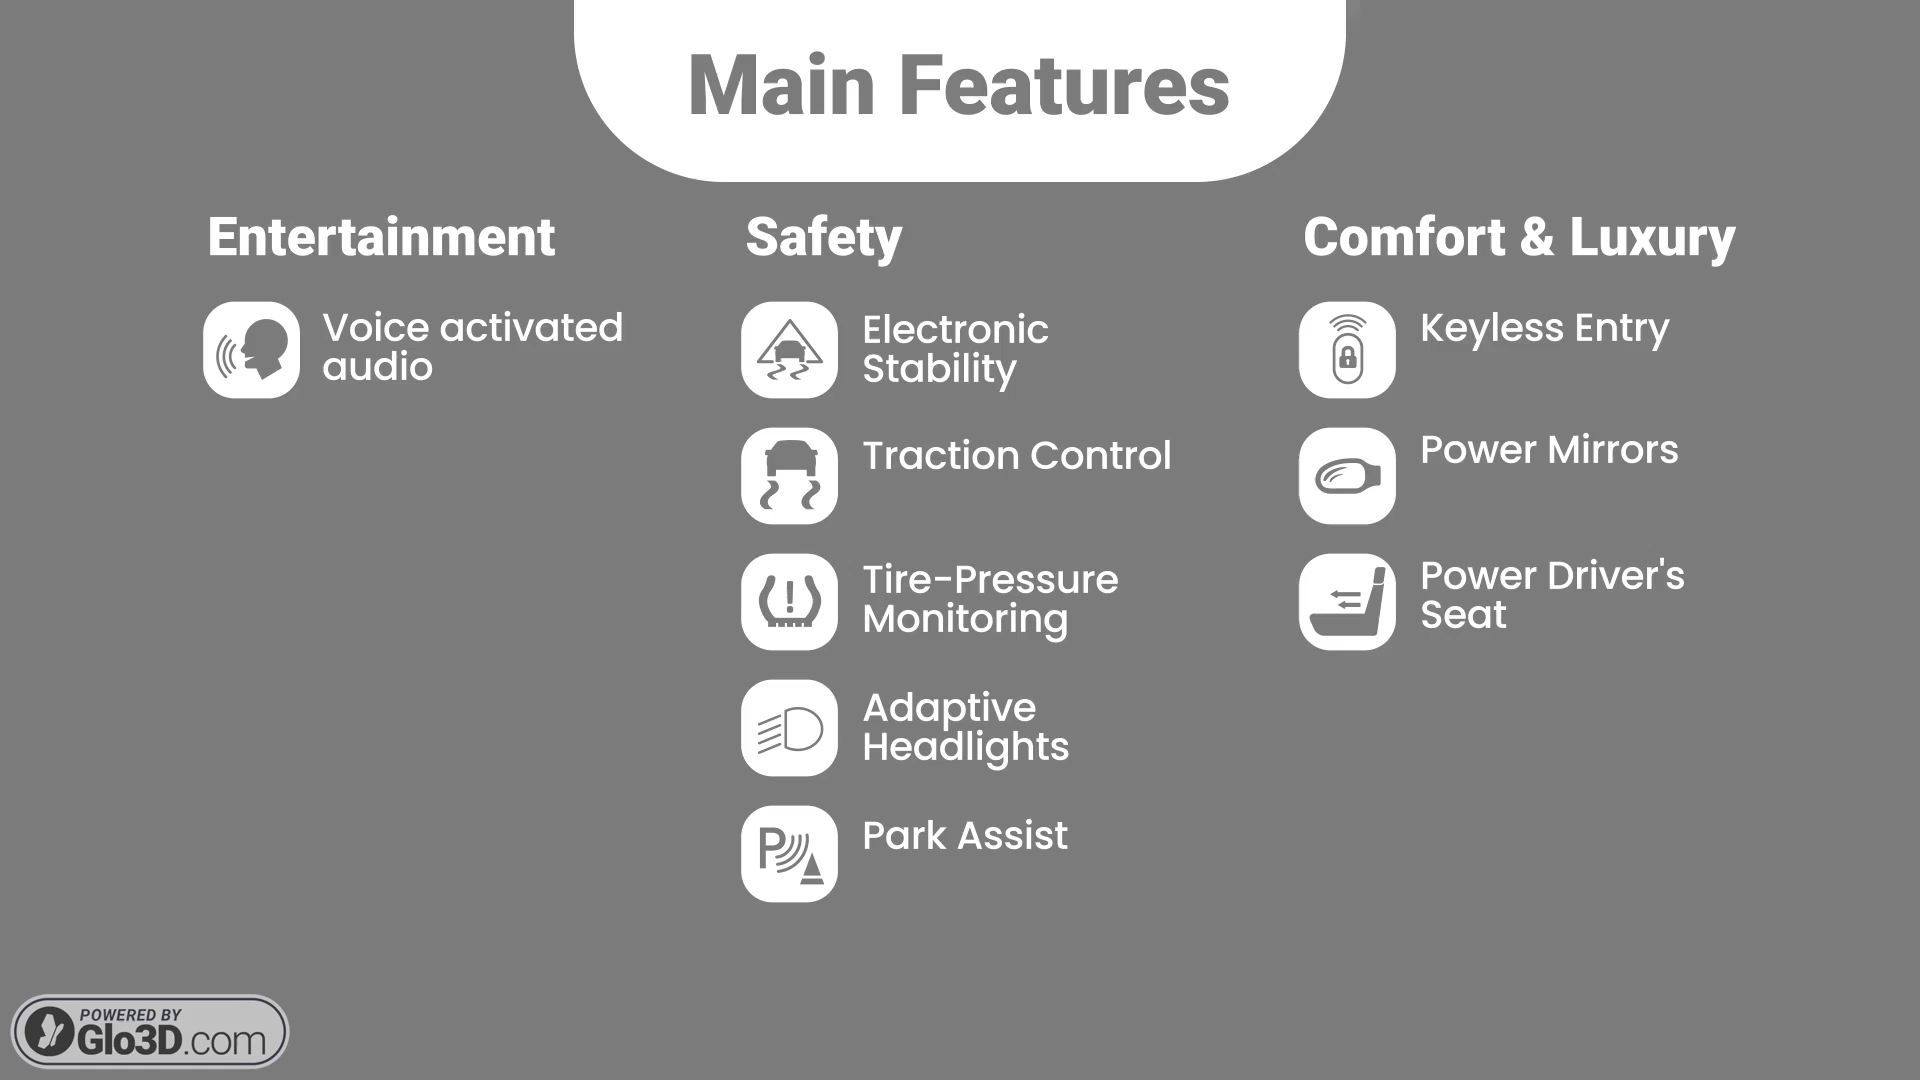 Main Features
Entertainment
Voice activated
audio
Safety
Electronic
Stability
Traction Control
Tire-Pressure
Monitoring
Adaptive
Headlights
P
Park Assist
Comfort & Luxury
Keyless Entry
Power Mirrors
Power Driver's
Seat
POWERED BY
Glo3D.com